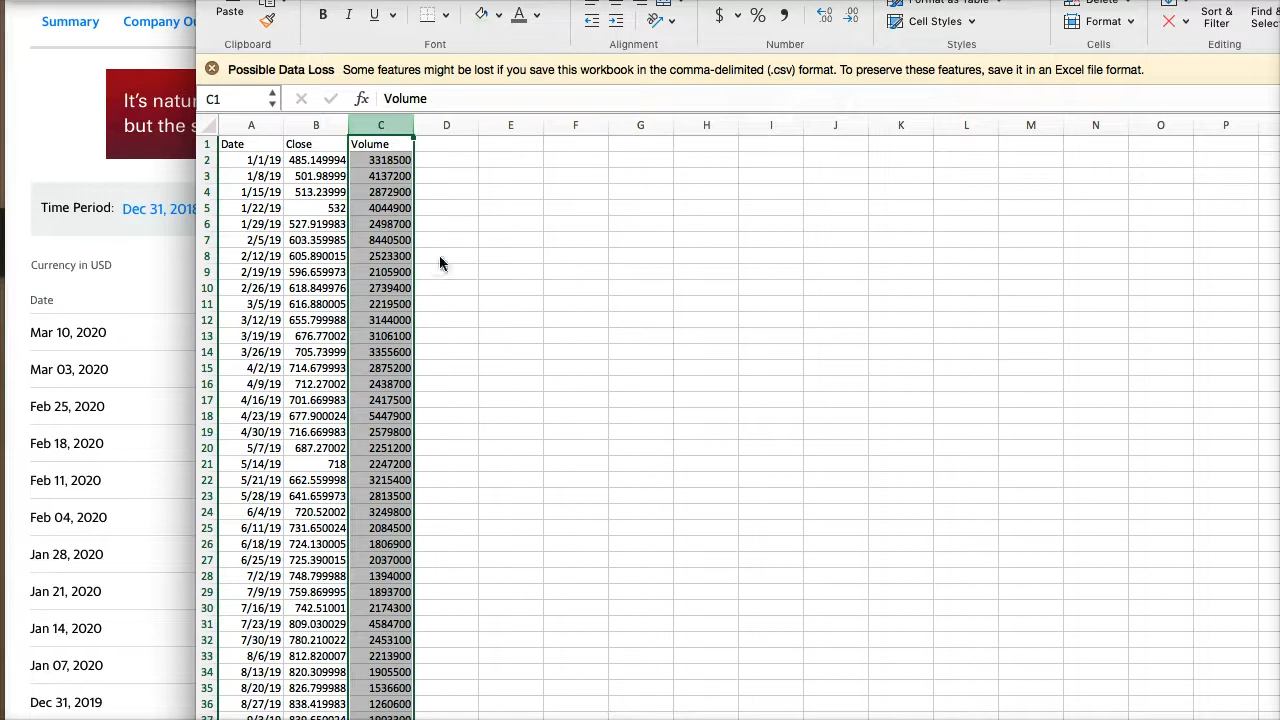 Summary Company Ou
It's natur
but the s
Time Period: Dec 31, 2018
Currency in USD
Date
Mar 10, 2020
Mar 03, 2020
Feb 25, 2020
Feb 18, 2020
Feb 11, 2020
Feb 04, 2020
Jan 28, 2020
Jan 21, 2020
Jan 14, 2020
Jan 07, 2020
Dec 31, 2019
Paste B I U A $ % Cell Styles Format Sort & Filter Find &
Clipboard Font Alignment Number Styles Cells Editing
Possible Data Loss Some features might be lost if you save this workbook in the comma-delimited (.csv) format. To preserve these features, save it in an Excel file format.
C1 fx Volume
A B C D E F G H I J K L M N O P
1 Date Close Volume
2 1/1/19 485.149994 3318500
3 1/8/19 501.98999 4137200
4 1/15/19 513.23999 2872900
5 1/22/19 532 4044900
6 1/29/19 527.919983 2498700
7 2/5/19 603.359985 8440500
8 2/12/19 605.890015 2523300
9 2/19/19 596.659973 2105900
10 2/26/19 618.849976 2739400
11 3/5/19 616.880005 2219500
12 3/12/19 655.799988 3144000
13 3/19/19 676.77002 3106100
14 3/26/19 705.73999 3355600
15 4/2/19 714.679993 2875200
16 4/9/19 712.27002 2438700
17 4/16/19 701.669983 2417500
18 4/23/19 677.900024 5447900
19 4/30/19 716.669983 2579800
20 5/7/19 687.27002 2251200
21 5/14/19 718 2247200
22 5/21/19 662.559998 3215400
23 5/28/19 641.659973 2813500
24 6/4/19 720.52002 3249800
25 6/11/19 731.650024 2084500
26 6/18/19 724.130005 1806900
27 6/25/19 725.390015 2037000
28 7/2/19 748.799988 1394000
29 7/9/19 759.869995 1893700
30 7/16/19 742.51001 2174300
31 7/23/19 809.030029 4584700
32 7/30/19 780.210022 2453100
33 8/6/19 812.820007 2213900
34 8/13/19 820.309998 1905500
35 8/20/19 826.799988 1536600
36 8/27/19 838.419983 1260600